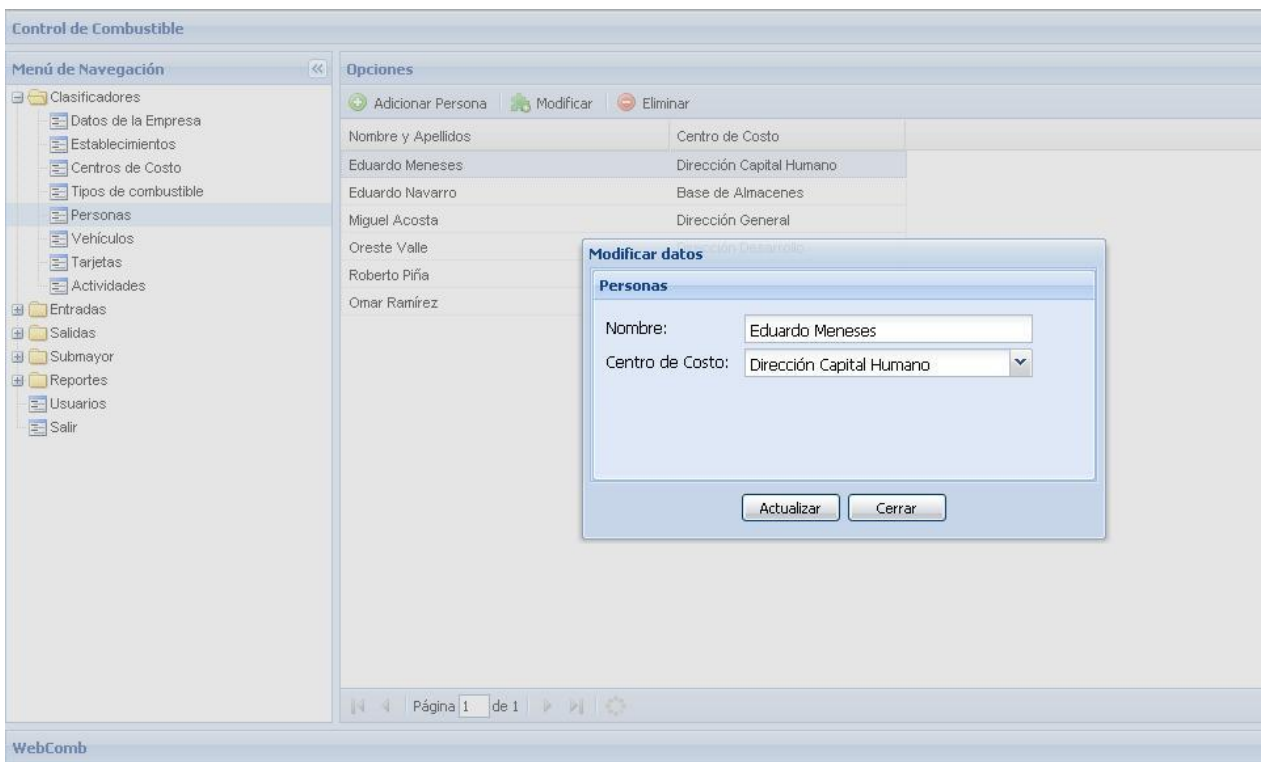 Control de Combustible
Menú de Navegación
Clasificadores
Datos de la Empresa
Establecimientos
Centros de Costo
Tipos de combustible
Personas
Vehículos
Tarjetas
Actividades
Entradas
Salidas
Submayor
Reportes
Usuarios
Salir
Opciones
Adicionar Persona Modificar Eliminar
Nombre y Apellidos Centro de Costo
Eduardo Meneses Dirección Capital Humano
Eduardo Navarro Base de Almacenes
Miguel Acosta Dirección General
Oreste Valle Dirección Desarrollo
Roberto Piña
Omar Ramírez
Modificar datos
Personas
Nombre: Eduardo Meneses
Centro de Costo: Dirección Capital Humano
Actualizar Cerrar
Página 1 de 1
WebComb